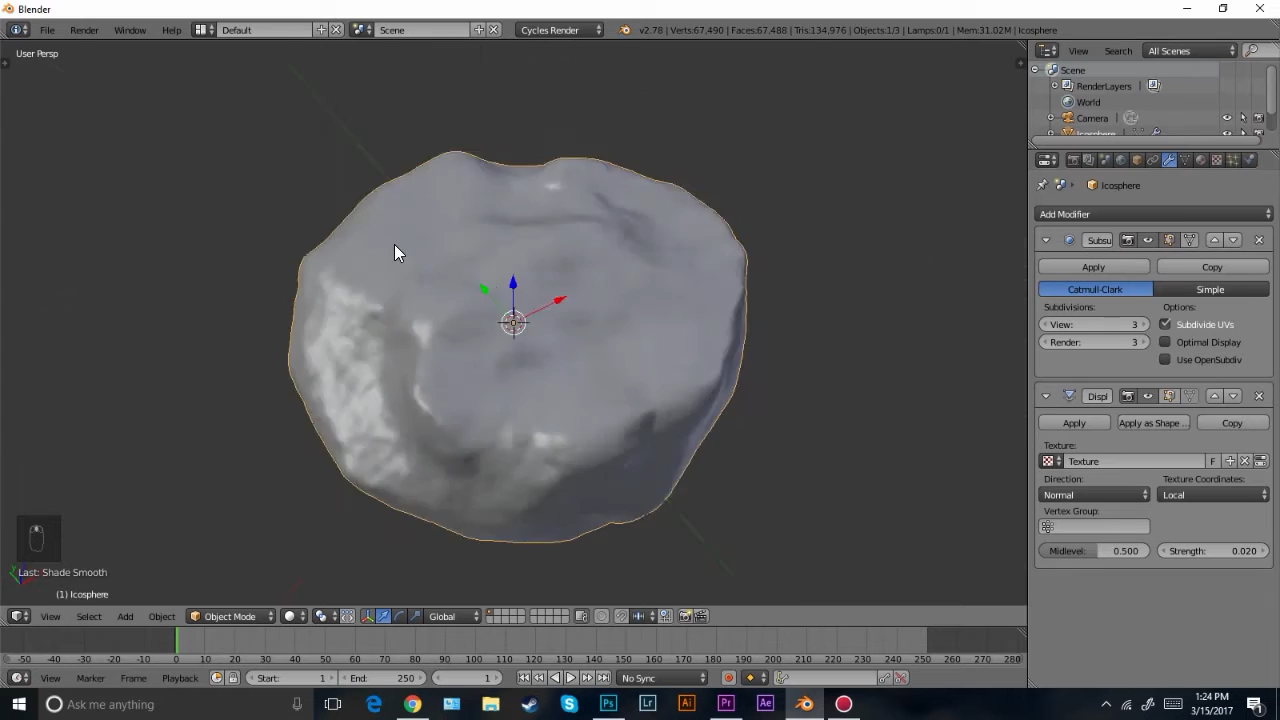 Blender
File Render Window Help Default Scene Cycles Render v2.78 | Verts:67,490 | Faces:67,488 | Tris:134,976 | Objects:1/3 | Lamps:0/1 | Mem:31.02M | Icosphere
User Persp
View Search All Scenes
Scene
RenderLayers
World
Camera
Icosphere
Icosphere
Add Modifier
Subsu
Apply Copy
Catmull-Clark Simple
Subdivisions: Options:
View: 3 Subdivide UVs
Render: 3 Optimal Display
Use OpenSubdiv
Displ
Apply Apply as Shape ... Copy
Texture:
Texture F
Direction: Texture Coordinates:
Normal Local
Vertex Group:
Midlevel: 0.500 Strength: 0.020
Last: Shade Smooth
(1) Icosphere
View Select Add Object Object Mode Global
-50 -40 -30 -20 -10 0 10 20 30 40 50 60 70 80 90 100 110 120 130 140 150 160 170 180 190 200 210 220 230 240 250 260 270 280
View Marker Frame Playback Start: 1 End: 250 1 No Sync
Ask me anything Ps Lr Ai Pr Ae 1:24 PM
3/15/2017